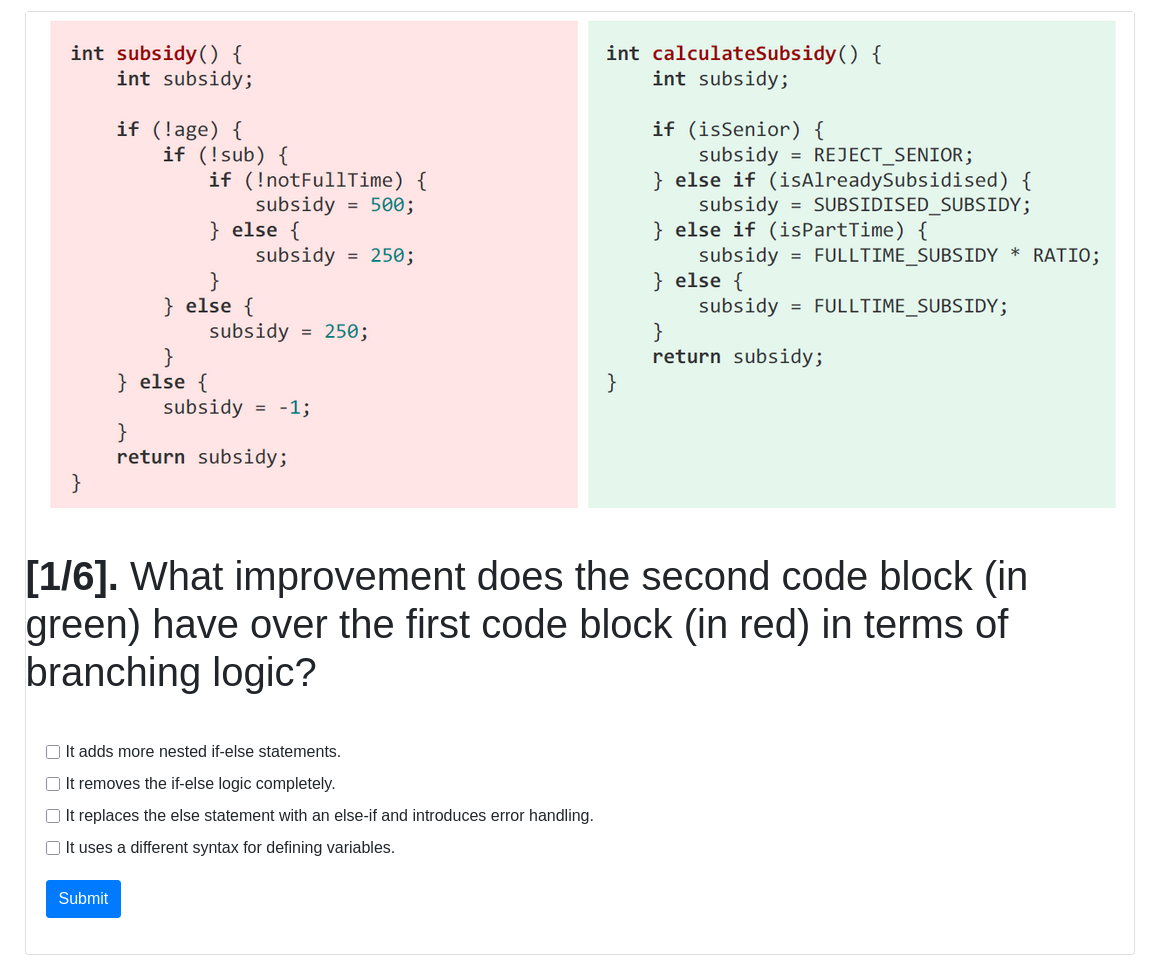 int subsidy() {
    int subsidy;

    if (!age) {
        if (!sub) {
            if (!notFullTime) {
                subsidy = 500;
            } else {
                subsidy = 250;
            }
        } else {
            subsidy = 250;
        }
    } else {
        subsidy = -1;
    }
    return subsidy;
}
int calculateSubsidy() {
    int subsidy;

    if (isSenior) {
        subsidy = REJECT_SENIOR;
    } else if (isAlreadySubsidised) {
        subsidy = SUBSIDISED_SUBSIDY;
    } else if (isPartTime) {
        subsidy = FULLTIME_SUBSIDY * RATIO;
    } else {
        subsidy = FULLTIME_SUBSIDY;
    }
    return subsidy;
}
[1/6]. What improvement does the second code block (in
green) have over the first code block (in red) in terms of
branching logic?
It adds more nested if-else statements.
It removes the if-else logic completely.
It replaces the else statement with an else-if and introduces error handling.
It uses a different syntax for defining variables.
Submit